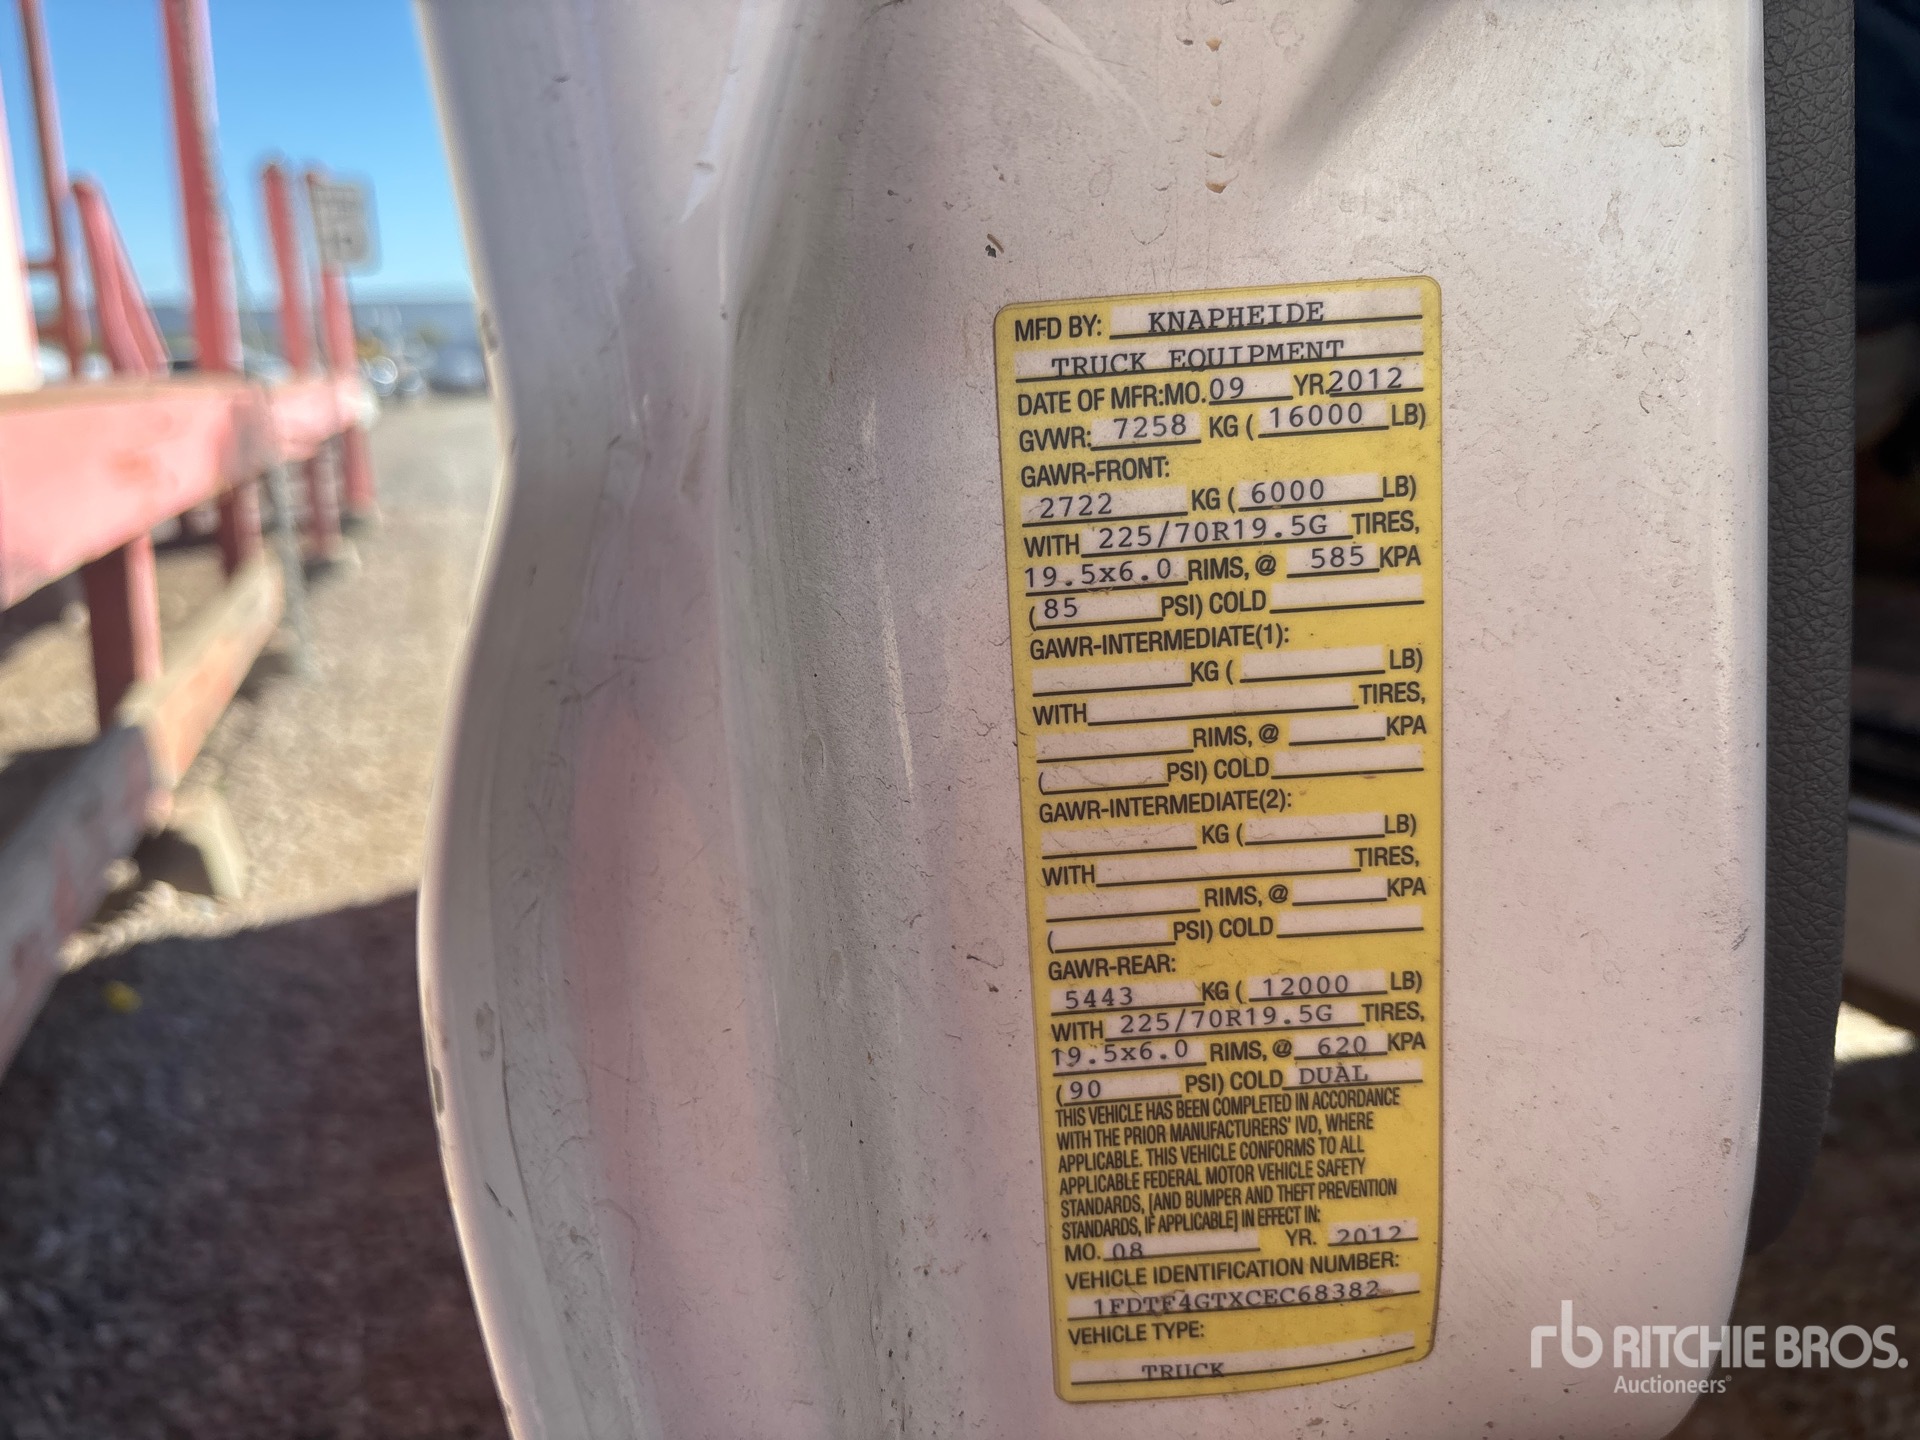 MFD BY: KNAPHEIDE
TRUCK EQUIPMENT
DATE OF MFR:MO. 09 YR 2012
GVWR: 7258 KG ( 16000 LB)
GAWR-FRONT:
2722 KG ( 6000 LB)
WITH 225/70R19.5G TIRES,
19.5x6.0 RIMS, @ 585 KPA
(85 PSI) COLD
GAWR-INTERMEDIATE(1):
KG ( LB)
WITH TIRES,
RIMS, @ KPA
( PSI) COLD
GAWR-INTERMEDIATE(2):
KG ( LB)
WITH TIRES,
RIMS, @ KPA
( PSI) COLD
GAWR-REAR:
5443 KG ( 12000 LB)
WITH 225/70R19.5G TIRES,
19.5x6.0 RIMS, @ 620 KPA
(90 PSI) COLD DUAL
THIS VEHICLE HAS BEEN COMPLETED IN ACCORDANCE
WITH THE PRIOR MANUFACTURERS' IVD, WHERE
APPLICABLE. THIS VEHICLE CONFORMS TO ALL
APPLICABLE FEDERAL MOTOR VEHICLE SAFETY
STANDARDS, [AND BUMPER AND THEFT PREVENTION
STANDARDS, IF APPLICABLE] IN EFFECT IN:
MO. 08 YR. 2012
VEHICLE IDENTIFICATION NUMBER:
1FDTF4GTXCEC68382
VEHICLE TYPE:
TRUCK
rb RITCHIE BROS.
Auctioneers